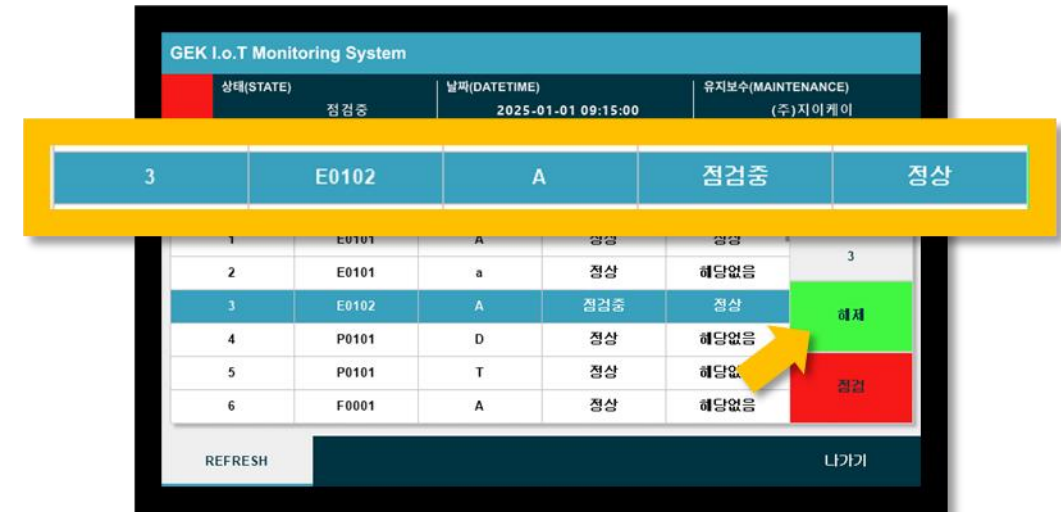 GEK I.o.T Monitoring System
상태(STATE) 날짜(DATETIME) 유지보수(MAINTENANCE)
점검중 2025-01-01 09:15:00 (주)지이케이
3 E0102 A 점검중 정상
1 E0101 A 정상 정상
3
2 E0101 a 정상 해당없음
3 E0102 A 점검중 정상
해제
4 P0101 D 정상 해당없음
5 P0101 T 정상
점검
6 F0001 A 정상 해당없음
REFRESH 나가기